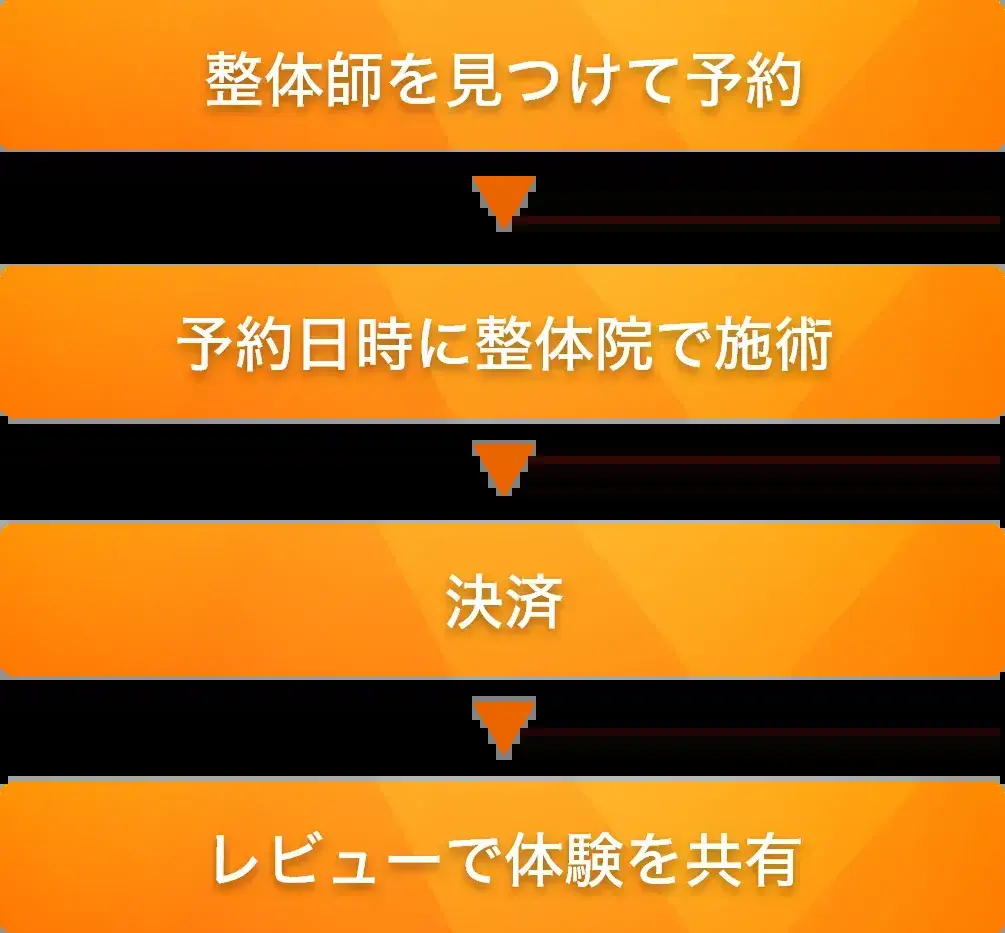 整体師を見つけて予約
予約日時に整体院で施術
決済
レビューで体験を共有